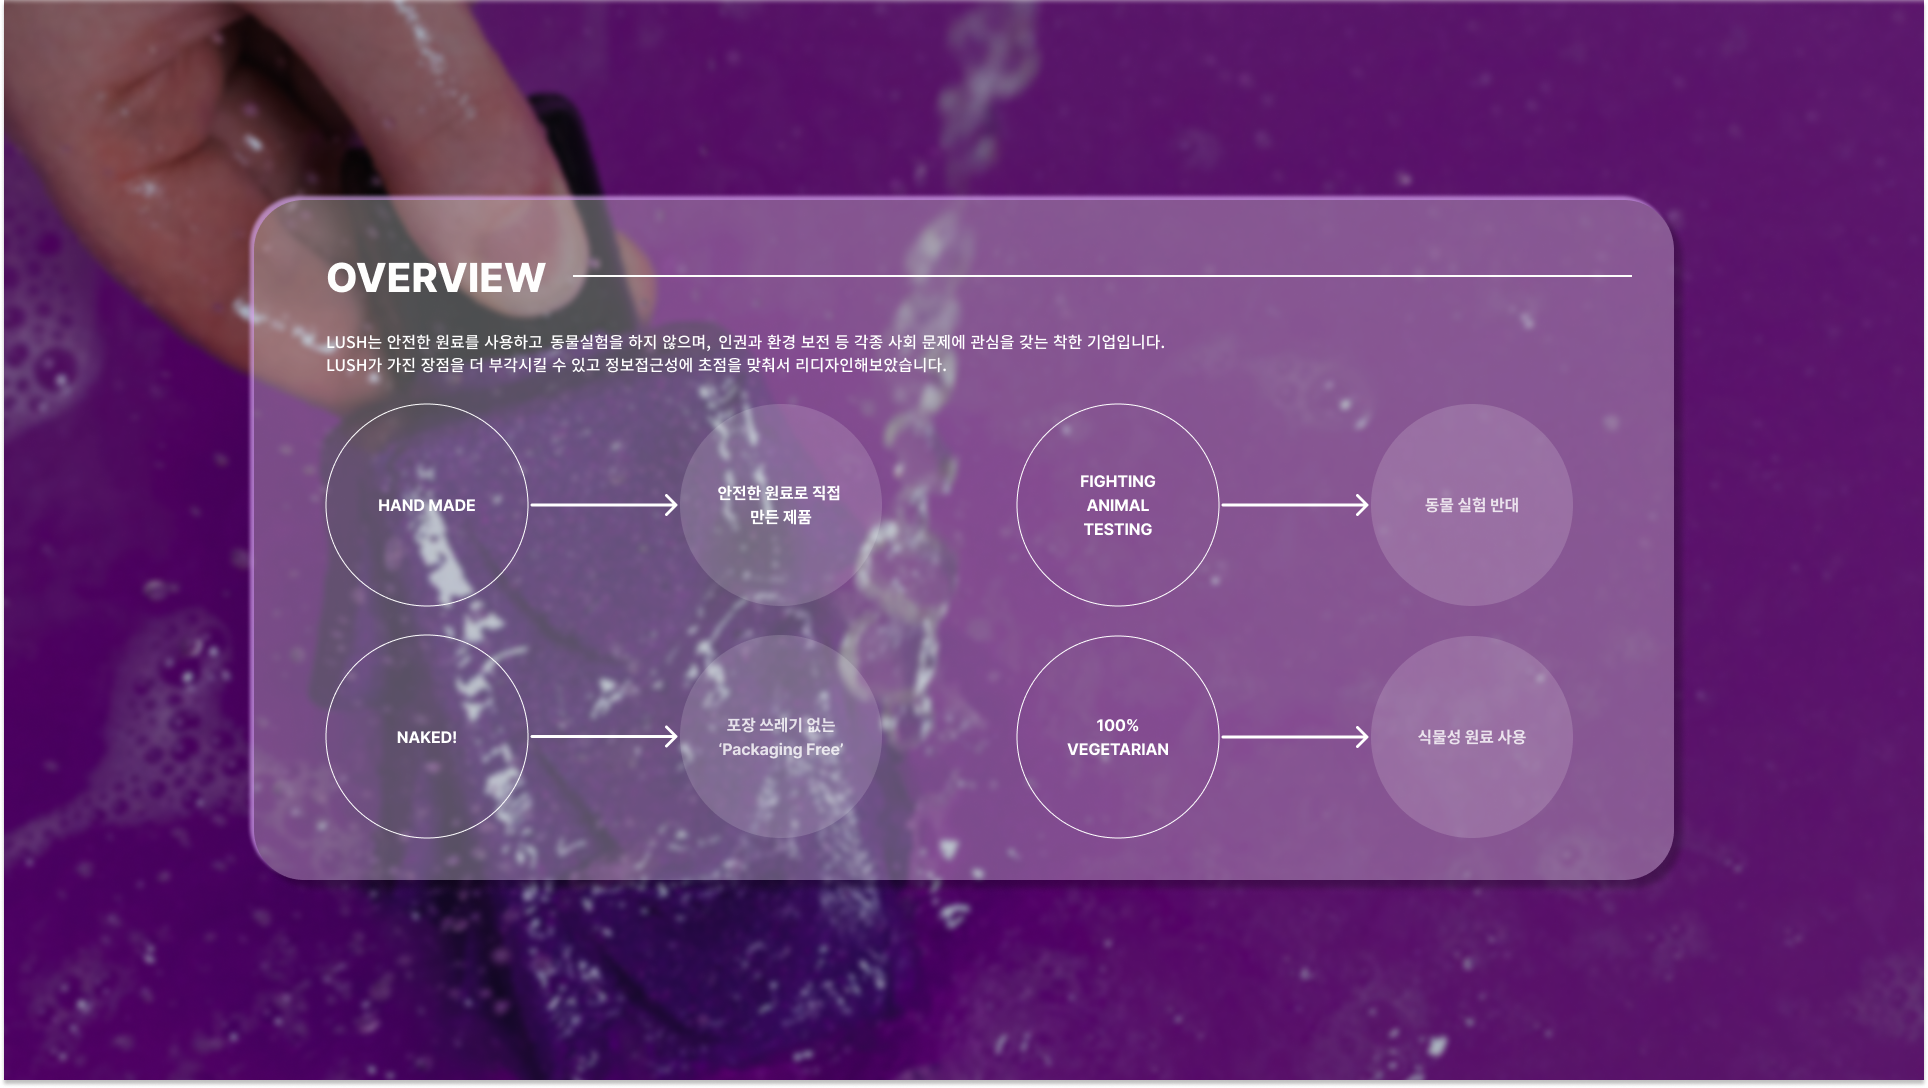 OVERVIEW
LUSH는 안전한 원료를 사용하고 동물실험을 하지 않으며, 인권과 환경 보전 등 각종 사회 문제에 관심을 갖는 착한 기업입니다.
LUSH가 가진 장점을 더 부각시킬 수 있고 정보접근성에 초점을 맞춰서 리디자인해보았습니다.
HAND MADE
안전한 원료로 직접
만든 제품
FIGHTING
ANIMAL
TESTING
동물 실험 반대
NAKED!
포장 쓰레기 없는
‘Packaging Free’
100%
VEGETARIAN
식물성 원료 사용